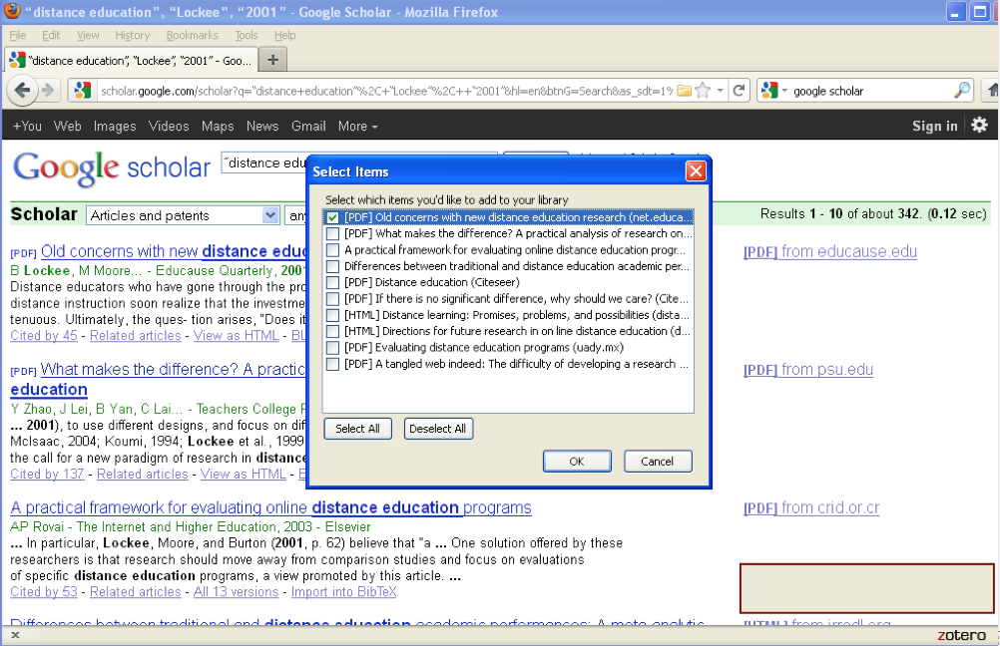 "distance education", "Lockee", "2001" - Google Scholar - Mozilla Firefox
File Edit View History Bookmarks Tools Help
"distance education", "Lockee", "2001" - Goo... +
scholar.google.com/scholar?q="distance+education"%2C+"Lockee"%2C++"2001"&hl=en&btnG=Search&as_sdt=1% google scholar
+You Web Images Videos Maps News Gmail More Sign in
Google scholar "distance edu
Scholar Articles and patents any Results 1 - 10 of about 342. (0.12 sec)
Select Items
Select which items you'd like to add to your library
[PDF] Old concerns with new distance education research (net.educa...
[PDF] What makes the difference? A practical analysis of research on...
A practical framework for evaluating online distance education progr...
Differences between traditional and distance education academic per...
[PDF] Distance education (Citeseer)
[PDF] If there is no significant difference, why should we care? (Cite...
[HTML] Distance learning: Promises, problems, and possibilities (dista...
[HTML] Directions for future research in on line distance education (d...
[PDF] Evaluating distance education programs (uady.mx)
[PDF] A tangled web indeed: The difficulty of developing a research ...
Select All Deselect All
OK Cancel
[PDF] Old concerns with new distance edu [PDF] from educause.edu
B Lockee, M Moore... - Educause Quarterly, 2001
Distance educators who have gone through the pro
distance instruction soon realize that the investme
tenuous. Ultimately, the ques- tion arises, "Does it
Cited by 45 - Related articles - View as HTML - BL
[PDF] What makes the difference? A practic [PDF] from psu.edu
education
Y Zhao, J Lei, B Yan, C Lai... - Teachers College R
... 2001), to use different designs, and focus on dif
McIsaac, 2004; Koumi, 1994; Lockee et al., 1999
the call for a new paradigm of research in distance
Cited by 137 - Related articles - View as HTML - B
A practical framework for evaluating online distance education programs [PDF] from crid.or.cr
AP Rovai - The Internet and Higher Education, 2003 - Elsevier
... In particular, Lockee, Moore, and Burton (2001, p. 62) believe that "a ... One solution offered by these
researchers is that research should move away from comparison studies and focus on evaluations
of specific distance education programs, a view promoted by this article. ...
Cited by 53 - Related articles - All 13 versions - Import into BibTeX
Differences between traditional and distance education academic performances: A meta-analytic [HTML] from irrodl.org
x zotero